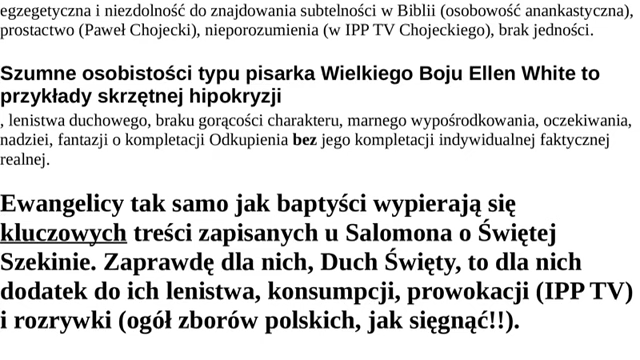 egzegetyczna i niezdolność do znajdowania subtelności w Biblii (osobowość anankastyczna),
prostactwo (Paweł Chojecki), nieporozumienia (w IPP TV Chojeckiego), brak jedności.
Szumne osobistości typu pisarka Wielkiego Boju Ellen White to
przykłady skrzętnej hipokryzji
, lenistwa duchowego, braku gorącości charakteru, marnego wypośrodkowania, oczekiwania,
nadziei, fantazji o kompletacji Odkupienia bez jego kompletacji indywidualnej faktycznej
realnej.
Ewangelicy tak samo jak baptyści wypierają się
kluczowych treści zapisanych u Salomona o Świętej
Szekinie. Zaprawdę dla nich, Duch Święty, to dla nich
dodatek do ich lenistwa, konsumpcji, prowokacji (IPP TV)
i rozrywki (ogół zborów polskich, jak sięgnąć!!).